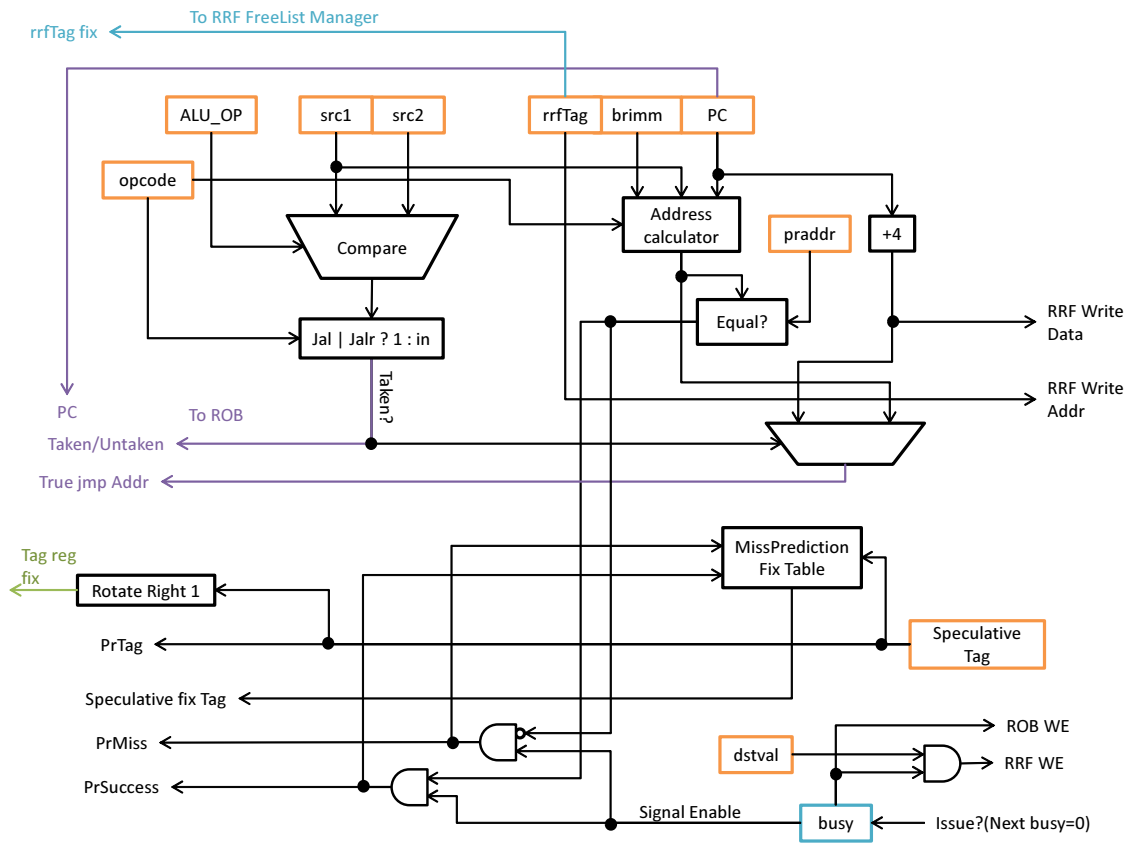 To RRF FreeList Manager
rrfTag fix
ALU_OP
src1
src2
rrfTag
brimm
PC
opcode
Address
calculator
praddr
+4
Compare
Equal?
Jal | Jalr ? 1 : in
RRF Write
Data
Taken?
RRF Write
Addr
PC
To ROB
Taken/Untaken
True jmp Addr
MissPrediction
Fix Table
Tag reg
fix
Rotate Right 1
PrTag
Speculative
Tag
Speculative fix Tag
ROB WE
PrMiss
dstval
RRF WE
PrSuccess
Signal Enable
busy
Issue?(Next busy=0)